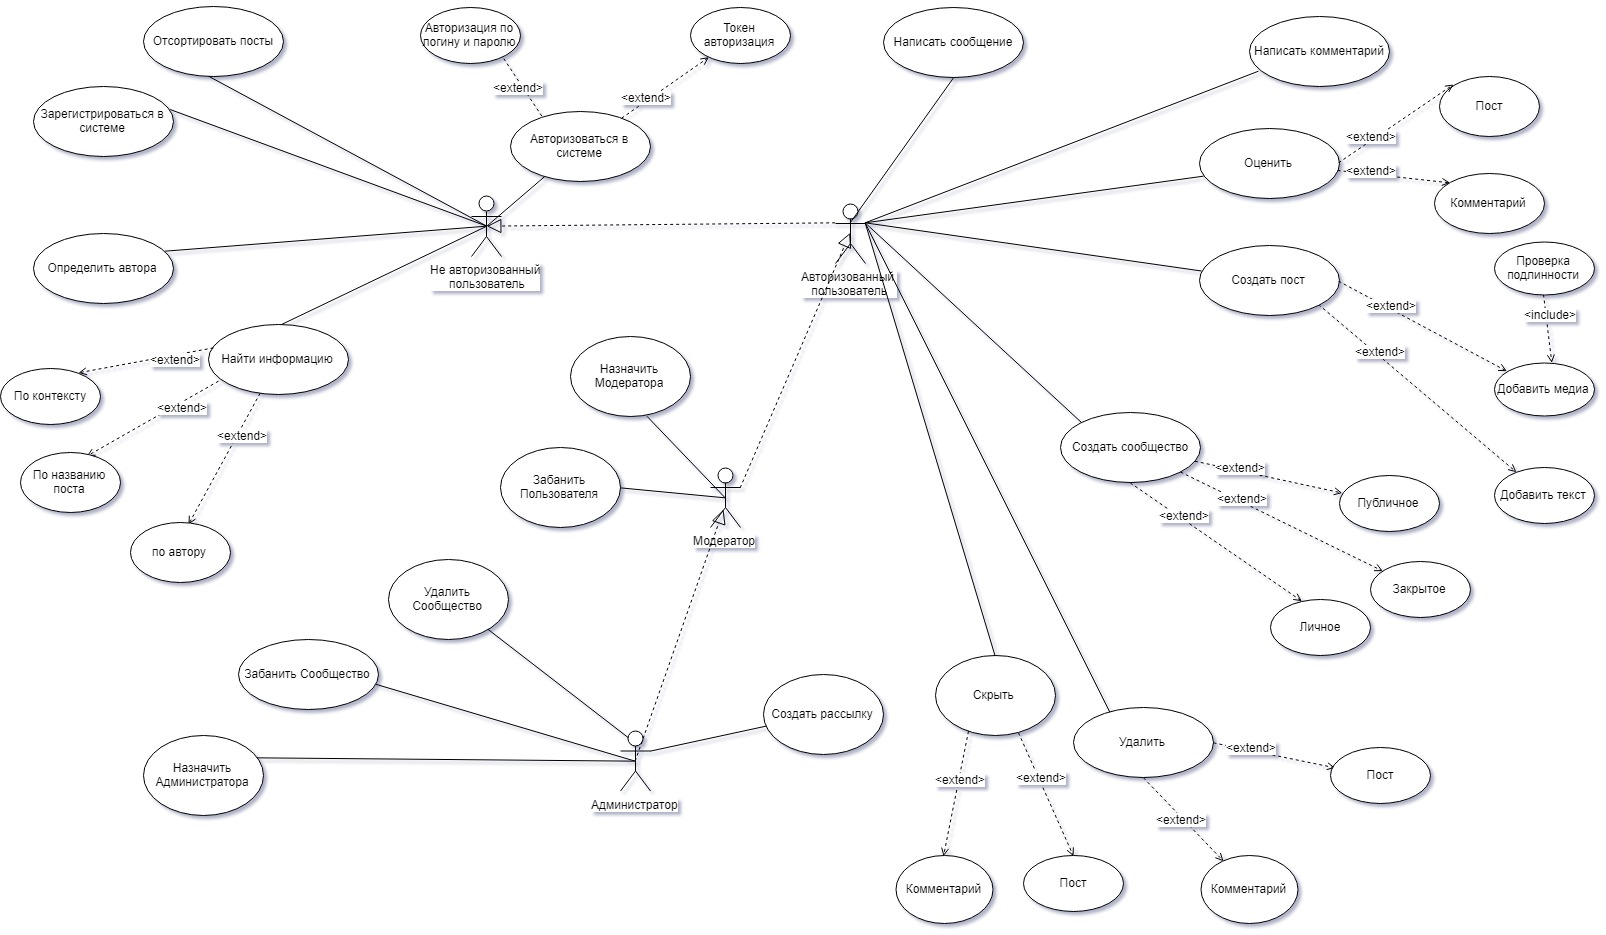 Отсортировать посты
Авторизация по
логину и паролю
Токен
авторизация
Написать сообщение
Написать комментарий
Зарегистрироваться в
системе
<extend>
<extend>
Авторизоваться в
системе
Пост
<extend>
Оценить
<extend>
Комментарий
Определить автора
Не авторизованный
пользователь
Авторизованный
пользователь
Создать пост
Проверка
подлинности
<extend>
<include>
<extend>
Найти информацию
<extend>
По контексту
<extend>
<extend>
По названию
поста
по автору
Назначить
Модератора
Добавить медиа
Забанить
Пользователя
Модератор
Создать сообщество
<extend>
<extend>
<extend>
Публичное
Добавить текст
Закрытое
Личное
Удалить
Сообщество
Забанить Сообщество
Назначить
Администратора
Создать рассылку
Администратор
Скрыть
Удалить
<extend>
<extend>
<extend>
Пост
<extend>
Комментарий
Пост
Комментарий